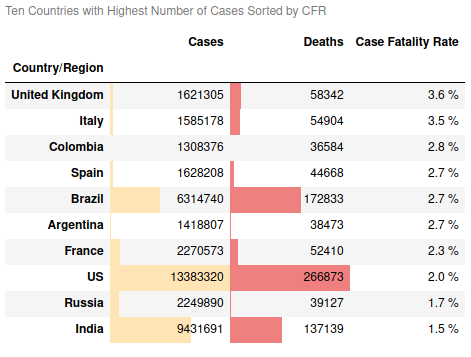 Ten Countries with Highest Number of Cases Sorted by CFR
Cases Deaths Case Fatality Rate
Country/Region
United Kingdom 1621305 58342 3.6 %
Italy 1585178 54904 3.5 %
Colombia 1308376 36584 2.8 %
Spain 1628208 44668 2.7 %
Brazil 6314740 172833 2.7 %
Argentina 1418807 38473 2.7 %
France 2270573 52410 2.3 %
US 13383320 266873 2.0 %
Russia 2249890 39127 1.7 %
India 9431691 137139 1.5 %